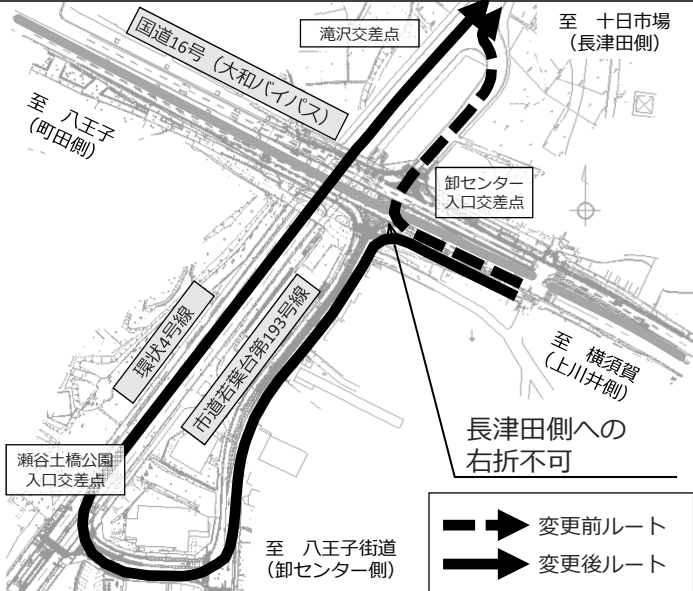 国道16号（大和バイパス）
滝沢交差点
至　十日市場
（長津田側）
至　八王子
（町田側）
卸センター
入口交差点
環状4号線
市道若葉台第193号線
至　横須賀
（上川井側）
長津田側への
右折不可
瀬谷土橋公園
入口交差点
至　八王子街道
（卸センター側）
変更前ルート
変更後ルート